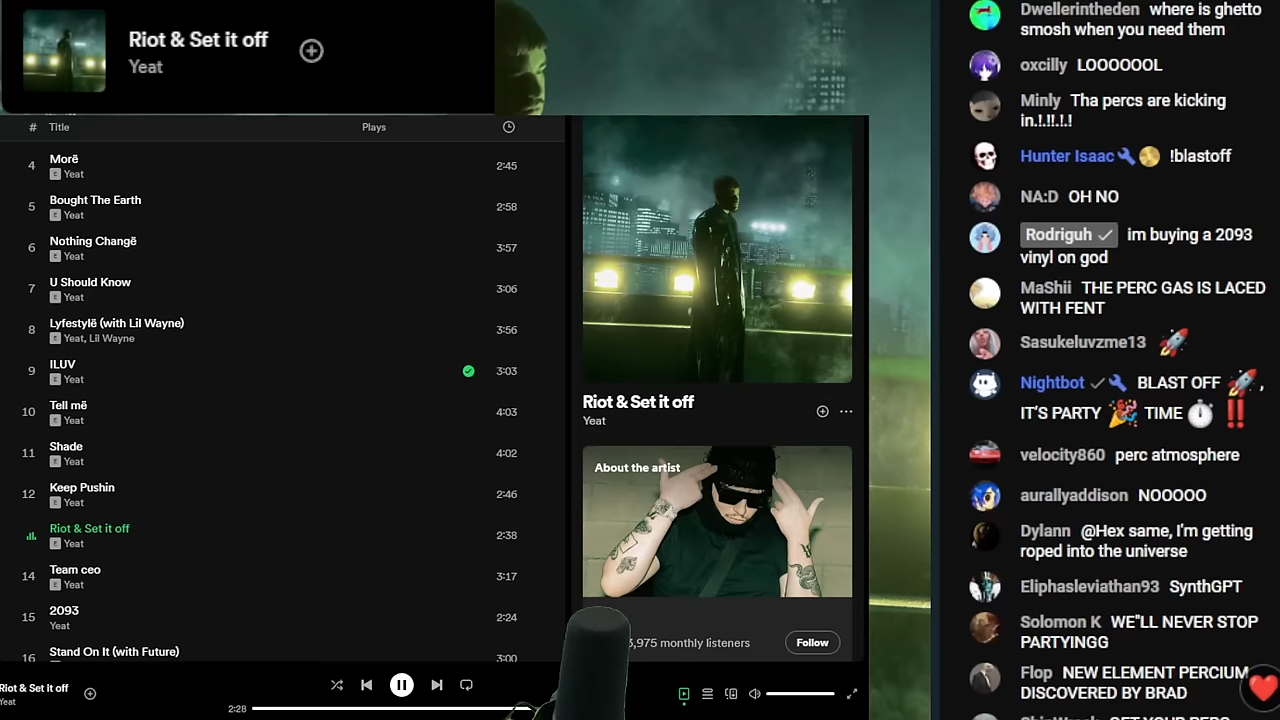 Riot & Set it off
Yeat
# Title Plays
4 Morë 2:45
E Yeat
5 Bought The Earth 2:58
E Yeat
6 Nothing Changë 3:57
E Yeat
7 U Should Know 3:06
E Yeat
8 Lyfestylë (with Lil Wayne) 3:56
E Yeat, Lil Wayne
9 ILUV 3:03
E Yeat
10 Tell më 4:03
E Yeat
11 Shade 4:02
E Yeat
12 Keep Pushin 2:46
E Yeat
Riot & Set it off 2:38
E Yeat
14 Team ceo 3:17
E Yeat
15 2093 2:24
Yeat
16 Stand On It (with Future) 3:00
Riot & Set it off
Yeat
About the artist
3,975 monthly listeners Follow
Riot & Set it off
Yeat
2:28
Dwellerintheden where is ghetto
smosh when you need them
oxcilly LOOOOOOL
Minly Tha percs are kicking
in.!.!!.!.!
Hunter Isaac !blastoff
NA:D OH NO
Rodriguh im buying a 2093
vinyl on god
MaShii THE PERC GAS IS LACED
WITH FENT
Sasukeluvzme13 🚀
Nightbot BLAST OFF 🚀,
IT'S PARTY 🎉 TIME ⏱ ‼
velocity860 perc atmosphere
aurallyaddison NOOOOO
Dylann @Hex same, I'm getting
roped into the universe
Eliphasleviathan93 SynthGPT
Solomon K WE"LL NEVER STOP
PARTYINGG
Flop NEW ELEMENT PERCIUM
DISCOVERED BY BRAD